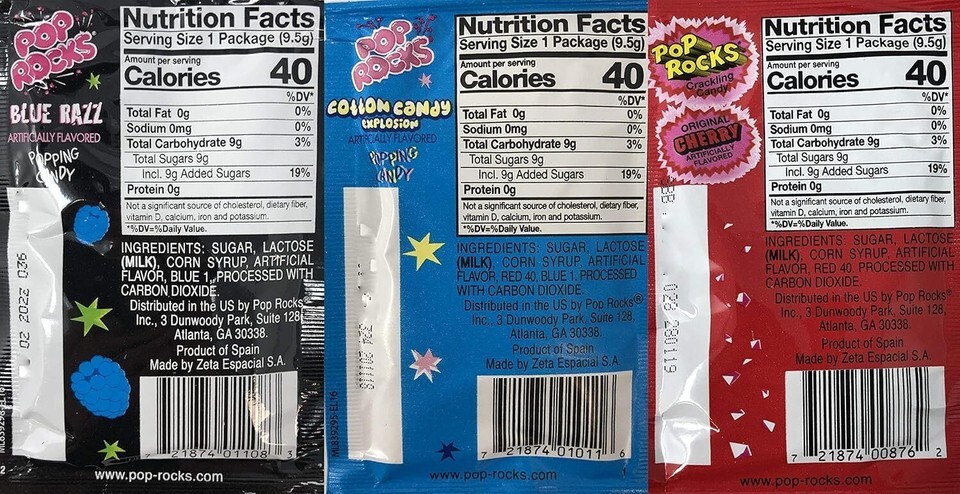 POP
ROCKS
BLUE RAZZ
ARTIFICIALLY FLAVORED
POPPING
CANDY
Nutrition Facts
Serving Size 1 Package (9.5g)
Amount per serving
Calories 40
%DV*
Total Fat 0g 0%
Sodium 0mg 0%
Total Carbohydrate 9g 3%
Total Sugars 9g
Incl. 9g Added Sugars 19%
Protein 0g
Not a significant source of cholesterol, dietary fiber,
vitamin D, calcium, iron and potassium.
*%DV=%Daily Value.
INGREDIENTS: SUGAR, LACTOSE
(MILK), CORN SYRUP, ARTIFICIAL
FLAVOR, BLUE 1. PROCESSED WITH
CARBON DIOXIDE.
Distributed in the US by Pop Rocks®
Inc., 3 Dunwoody Park, Suite 128,
Atlanta, GA 30338.
Product of Spain
Made by Zeta Espacial S.A.
7 21874 01108 3
www.pop-rocks.com
POP
ROCKS
COTTON CANDY
EXPLOSION
ARTIFICIALLY FLAVORED
POPPING
CANDY
Nutrition Facts
Serving Size 1 Package (9.5g)
Amount per serving
Calories 40
%DV*
Total Fat 0g 0%
Sodium 0mg 0%
Total Carbohydrate 9g 3%
Total Sugars 9g
Incl. 9g Added Sugars 19%
Protein 0g
Not a significant source of cholesterol, dietary fiber,
vitamin D, calcium, iron and potassium.
*%DV=%Daily Value.
INGREDIENTS: SUGAR, LACTOSE
(MILK), CORN SYRUP, ARTIFICIAL
FLAVOR, RED 40, BLUE 1. PROCESSED
WITH CARBON DIOXIDE.
Distributed in the US by Pop Rocks®
Inc., 3 Dunwoody Park, Suite 128,
Atlanta, GA 30338.
Product of Spain
Made by Zeta Espacial S.A.
ML839295-EL16
7 21874 01011 6
www.pop-rocks.com
POP
ROCKS
Crackling
Candy
ORIGINAL
CHERRY
ARTIFICIALLY
FLAVORED
Nutrition Facts
Serving Size 1 Package (9.5g)
Amount per serving
Calories 40
%DV*
Total Fat 0g 0%
Sodium 0mg 0%
Total Carbohydrate 9g 3%
Total Sugars 9g
Incl. 9g Added Sugars 19%
Protein 0g
Not a significant source of cholesterol, dietary fiber,
vitamin D, calcium, iron and potassium.
*%DV=%Daily Value.
INGREDIENTS: SUGAR, LACTOSE
(MILK), CORN SYRUP, ARTIFICIAL
FLAVOR, RED 40. PROCESSED WITH
CARBON DIOXIDE.
Distributed in the US by Pop Rocks®
Inc., 3 Dunwoody Park, Suite 128,
Atlanta, GA 30338.
Product of Spain
Made by Zeta Espacial S.A.
7 21874 00876 2
www.pop-rocks.com